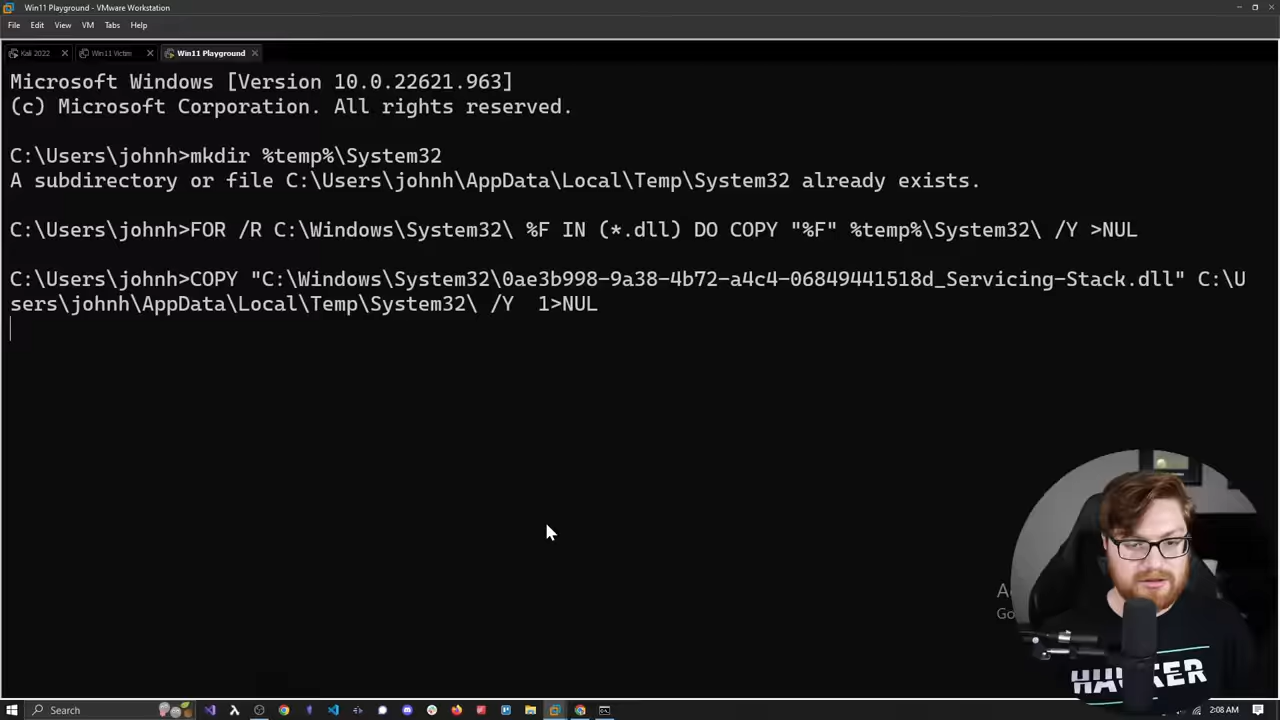 Win11 Playground - VMware Workstation
File Edit View VM Tabs Help
Kali 2022 Win11 Victim Win11 Playground
Microsoft Windows [Version 10.0.22621.963]
(c) Microsoft Corporation. All rights reserved.
C:\Users\johnh>mkdir %temp%\System32
A subdirectory or file C:\Users\johnh\AppData\Local\Temp\System32 already exists.
C:\Users\johnh>FOR /R C:\Windows\System32\ %F IN (*.dll) DO COPY "%F" %temp%\System32\ /Y >NUL
C:\Users\johnh>COPY "C:\Windows\System32\0ae3b998-9a38-4b72-a4c4-06849441518d_Servicing-Stack.dll" C:\U
sers\johnh\AppData\Local\Temp\System32\ /Y  1>NUL
HACKER
Search
2:08 AM